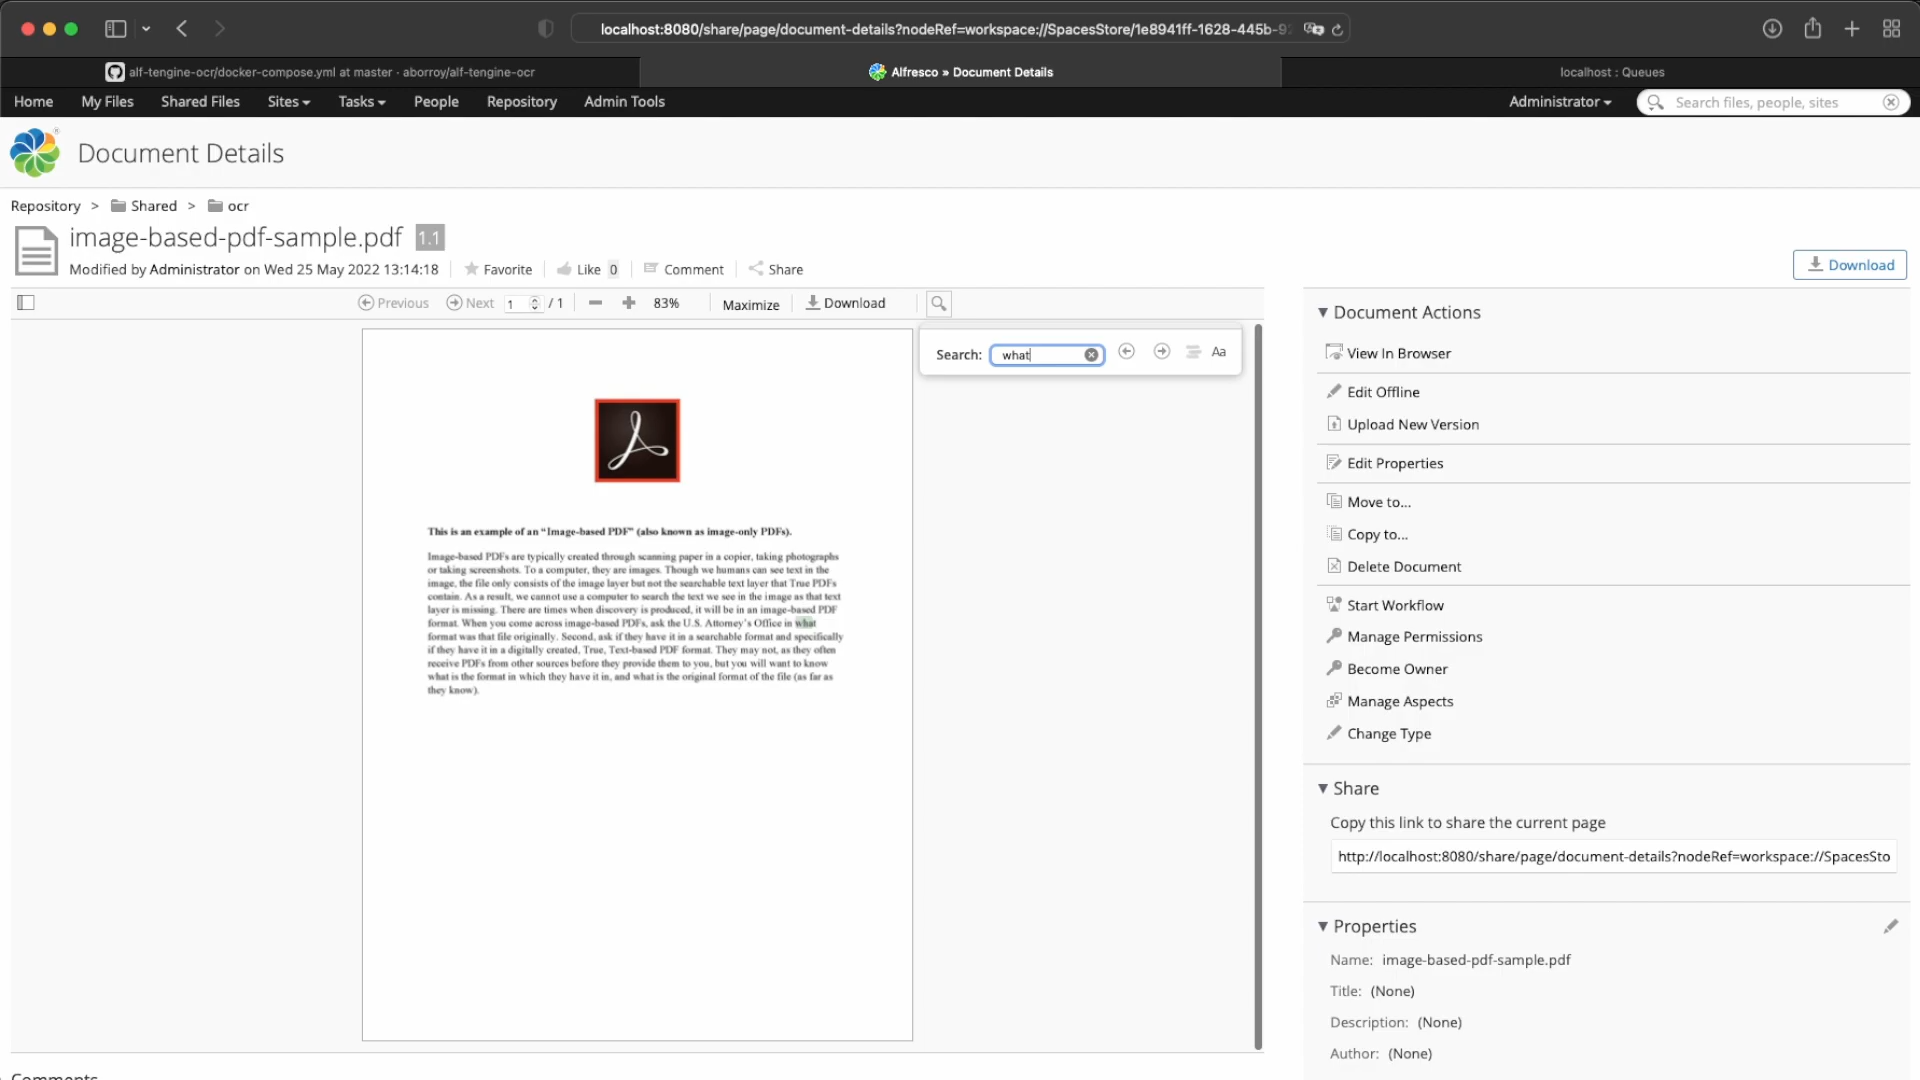 localhost:8080/share/page/document-details?nodeRef=workspace://SpacesStore/1e8941ff-1628-445b-9
alf-tengine-ocr/docker-compose.yml at master · aborroy/alf-tengine-ocr
Alfresco » Document Details
localhost : Queues
Home My Files Shared Files Sites Tasks People Repository Admin Tools
Administrator
Search files, people, sites
Document Details
Repository > Shared > ocr
image-based-pdf-sample.pdf 1.1
Modified by Administrator on Wed 25 May 2022 13:14:18
Favorite Like 0 Comment Share
Download
Previous Next 1 / 1 83% Maximize Download
Search: what Aa
This is an example of an “Image-based PDF” (also known as image-only PDFs).
Image-based PDFs are typically created through scanning paper in a copier, taking photographs
or taking screenshots. To a computer, they are images. Though we humans can see text in the
image, the file only consists of the image layer but not the searchable text layer that True PDFs
contain. As a result, we cannot use a computer to search the text we see in the image as that text
layer is missing. There are times when discovery is produced, it will be in an image-based PDF
format. When you come across image-based PDFs, ask the U.S. Attorney’s Office in what
format was that file originally. Second, ask if they have it in a searchable format and specifically
if they have it in a digitally created, True, Text-based PDF format. They may not, as they often
receive PDFs from other sources before they provide them to you, but you will want to know
what is the format in which they have it in, and what is the original format of the file (as far as
they know).
Document Actions
View In Browser
Edit Offline
Upload New Version
Edit Properties
Move to...
Copy to...
Delete Document
Start Workflow
Manage Permissions
Become Owner
Manage Aspects
Change Type
Share
Copy this link to share the current page
http://localhost:8080/share/page/document-details?nodeRef=workspace://SpacesSto
Properties
Name: image-based-pdf-sample.pdf
Title: (None)
Description: (None)
Author: (None)
Comments